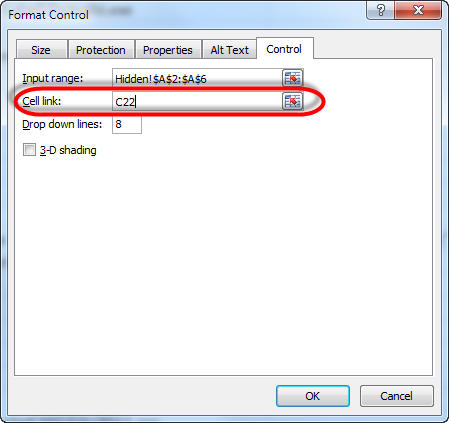 Format Control
Size Protection Properties Alt Text Control
Input range: Hidden!$A$2:$A$6
Cell link: C22
Drop down lines: 8
3-D shading
OK Cancel